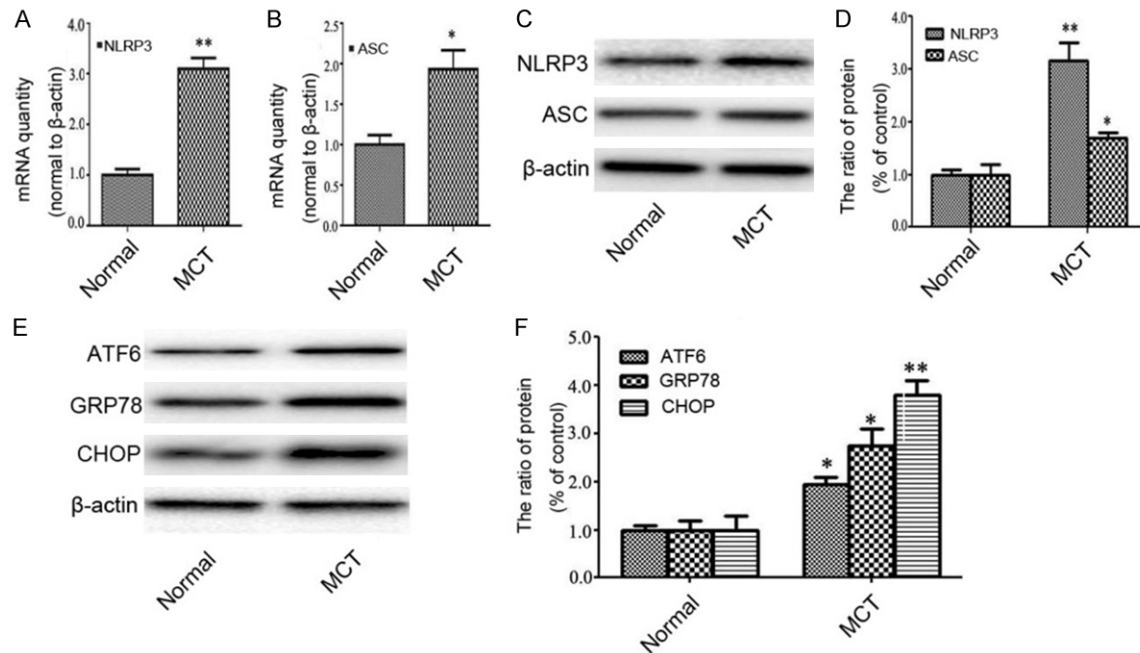 A
mRNA quantity
(normal to β-actin)
4.0
3.0
2.0
1.0
0.0
NLRP3
**
Normal
MCT
B
mRNA quantity
(normal to β-actin)
2.5
2.0
1.5
1.0
0.5
0.0
ASC
*
Normal
MCT
C
NLRP3
ASC
β-actin
Normal
MCT
D
The ratio of protein
(% of control)
4.0
3.0
2.0
1.0
0.0
NLRP3
ASC
**
*
Normal
MCT
E
ATF6
GRP78
CHOP
β-actin
Normal
MCT
F
The ratio of protein
(% of control)
5.0
4.0
3.0
2.0
1.0
0.0
ATF6
GRP78
CHOP
*
*
**
Normal
MCT